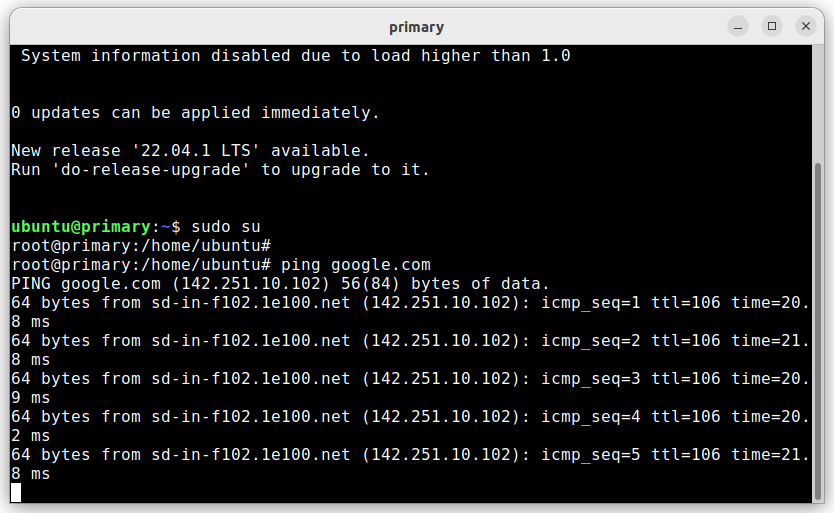 primary
System information disabled due to load higher than 1.0
0 updates can be applied immediately.
New release '22.04.1 LTS' available.
Run 'do-release-upgrade' to upgrade to it.
ubuntu@primary:~$ sudo su
root@primary:/home/ubuntu#
root@primary:/home/ubuntu# ping google.com
PING google.com (142.251.10.102) 56(84) bytes of data.
64 bytes from sd-in-f102.1e100.net (142.251.10.102): icmp_seq=1 ttl=106 time=20.
8 ms
64 bytes from sd-in-f102.1e100.net (142.251.10.102): icmp_seq=2 ttl=106 time=21.
8 ms
64 bytes from sd-in-f102.1e100.net (142.251.10.102): icmp_seq=3 ttl=106 time=20.
9 ms
64 bytes from sd-in-f102.1e100.net (142.251.10.102): icmp_seq=4 ttl=106 time=20.
2 ms
64 bytes from sd-in-f102.1e100.net (142.251.10.102): icmp_seq=5 ttl=106 time=21.
8 ms